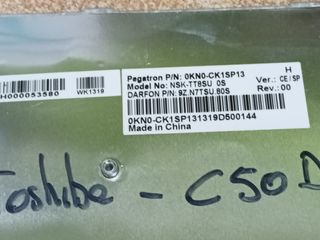 Pegatron P/N: 0KN0-CK1SP13 H
Model No: NSK-TT8SU 0S Ver.: CE/SP
DARFON P/N: 9Z.N7TSU.80S Rev.: 00
H000053580 WK1319
0KN0-CK1SP131319D500144
Made in China
Toshiba - C50D